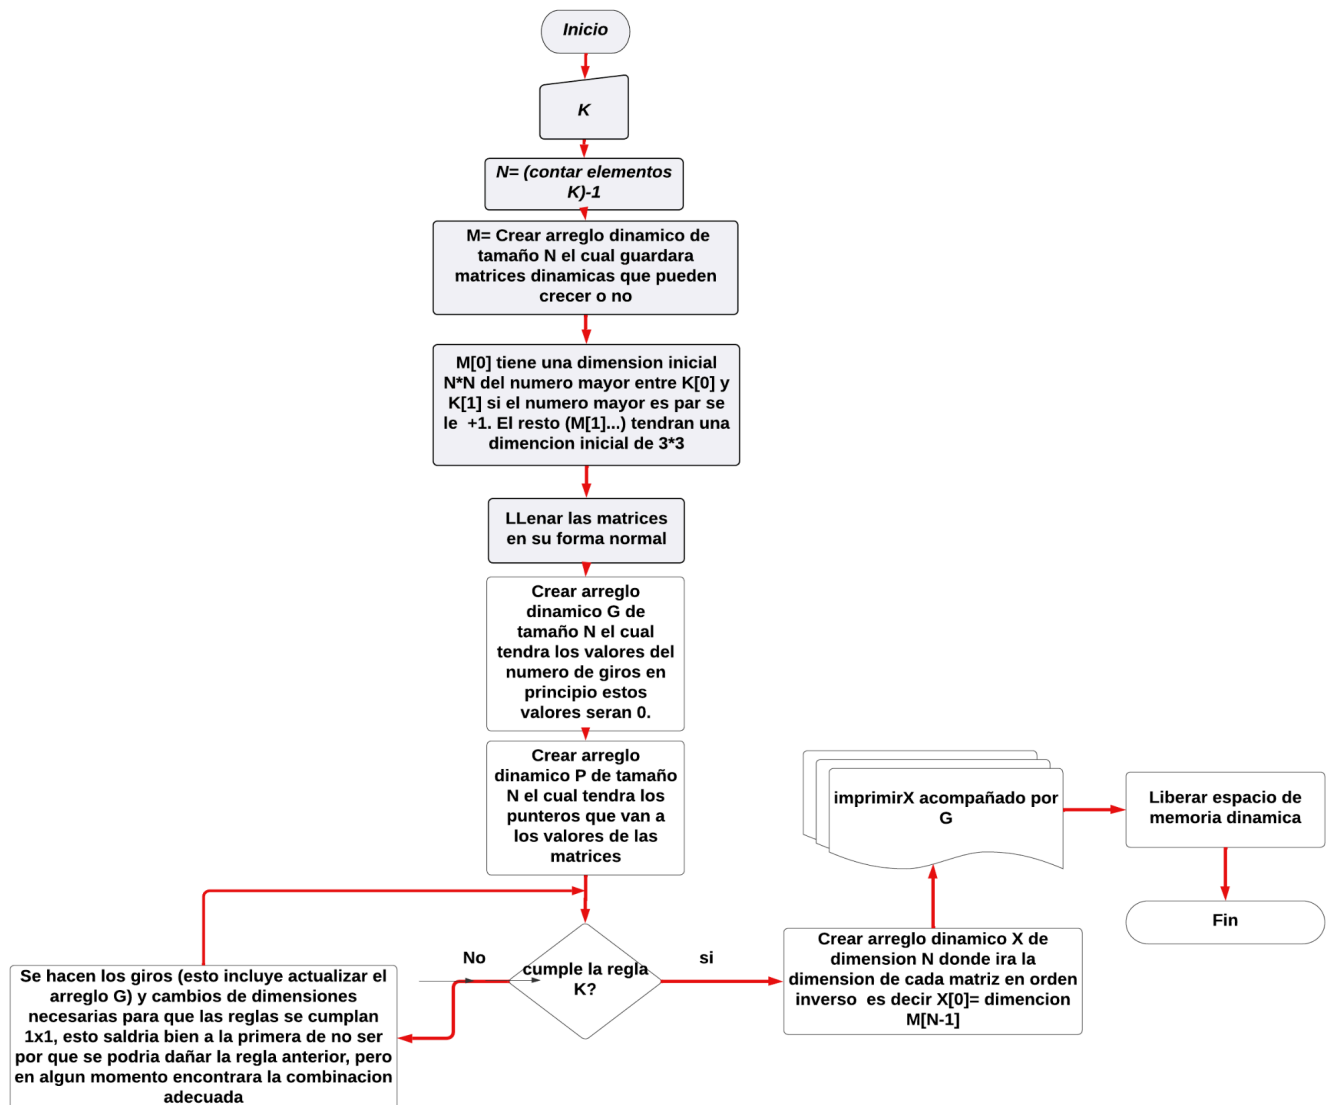 Inicio
K
N= (contar elementos
K)-1
M= Crear arreglo dinamico de
tamaño N el cual guardara
matrices dinamicas que pueden
crecer o no
M[0] tiene una dimension inicial
N*N del numero mayor entre K[0] y
K[1] si el numero mayor es par se
le +1. El resto (M[1]...) tendran una
dimencion inicial de 3*3
LLenar las matrices
en su forma normal
Crear arreglo
dinamico G de
tamaño N el cual
tendra los valores del
numero de giros en
principio estos
valores seran 0.
Crear arreglo
dinamico P de tamaño
N el cual tendra los
punteros que van a
los valores de las
matrices
cumple la regla
K?
No
Se hacen los giros (esto incluye actualizar el
arreglo G) y cambios de dimensiones
necesarias para que las reglas se cumplan
1x1, esto saldria bien a la primera de no ser
por que se podria dañar la regla anterior, pero
en algun momento encontrara la combinacion
adecuada
si
Crear arreglo dinamico X de
dimension N donde ira la
dimension de cada matriz en orden
inverso es decir X[0]= dimencion
M[N-1]
imprimirX acompañado por
G
Liberar espacio de
memoria dinamica
Fin